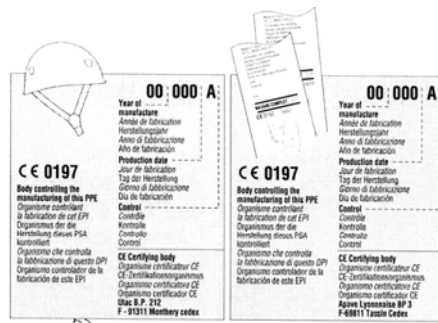 00 000 A
Year of
manufacture
Année de fabrication
Herstellungsjahr
Anno di fabbricazione
Año de fabricación
Production date
Jour de fabrication
Tag der Herstellung
Giorno di fabbricazione
Día de fabricación
Control
Contrôle
Kontrolle
Controllo
Control
CE 0197
Body controlling the
manufacturing of this PPE
Organisme contrôlant
la fabrication de cet EPI
Organismus der die
Herstellung dieses PSA
kontrolliert
Organismo che controlla
la fabbricazione di questo DPI
Organismo controlador de la
fabricación de este EPI
CE Certifying body
Organisme certificateur CE
CE-Zertifikationsorganismus
Organismo certificatore CE
Organismo certificador CE
Utac B.P. 212
F - 91311 Monthery cedex
HARNAIS COMPLET
CE 0197
00 000 A
Year of
manufacture
Année de fabrication
Herstellungsjahr
Anno di fabbricazione
Año de fabricación
Production date
Jour de fabrication
Tag der Herstellung
Giorno di fabbricazione
Día de fabricación
Control
Contrôle
Kontrolle
Controllo
Control
CE 0197
Body controlling the
manufacturing of this PPE
Organisme contrôlant
la fabrication de cet EPI
Organismus der die
Herstellung dieses PSA
kontrolliert
Organismo che controlla
la fabbricazione di questo DPI
Organismo controlador de la
fabricación de este EPI
CE Certifying body
Organisme certificateur CE
CE-Zertifikationsorganismus
Organismo certificatore CE
Organismo certificador CE
Apave Lyonnaise BP 3
F-69811 Tassin Cedex